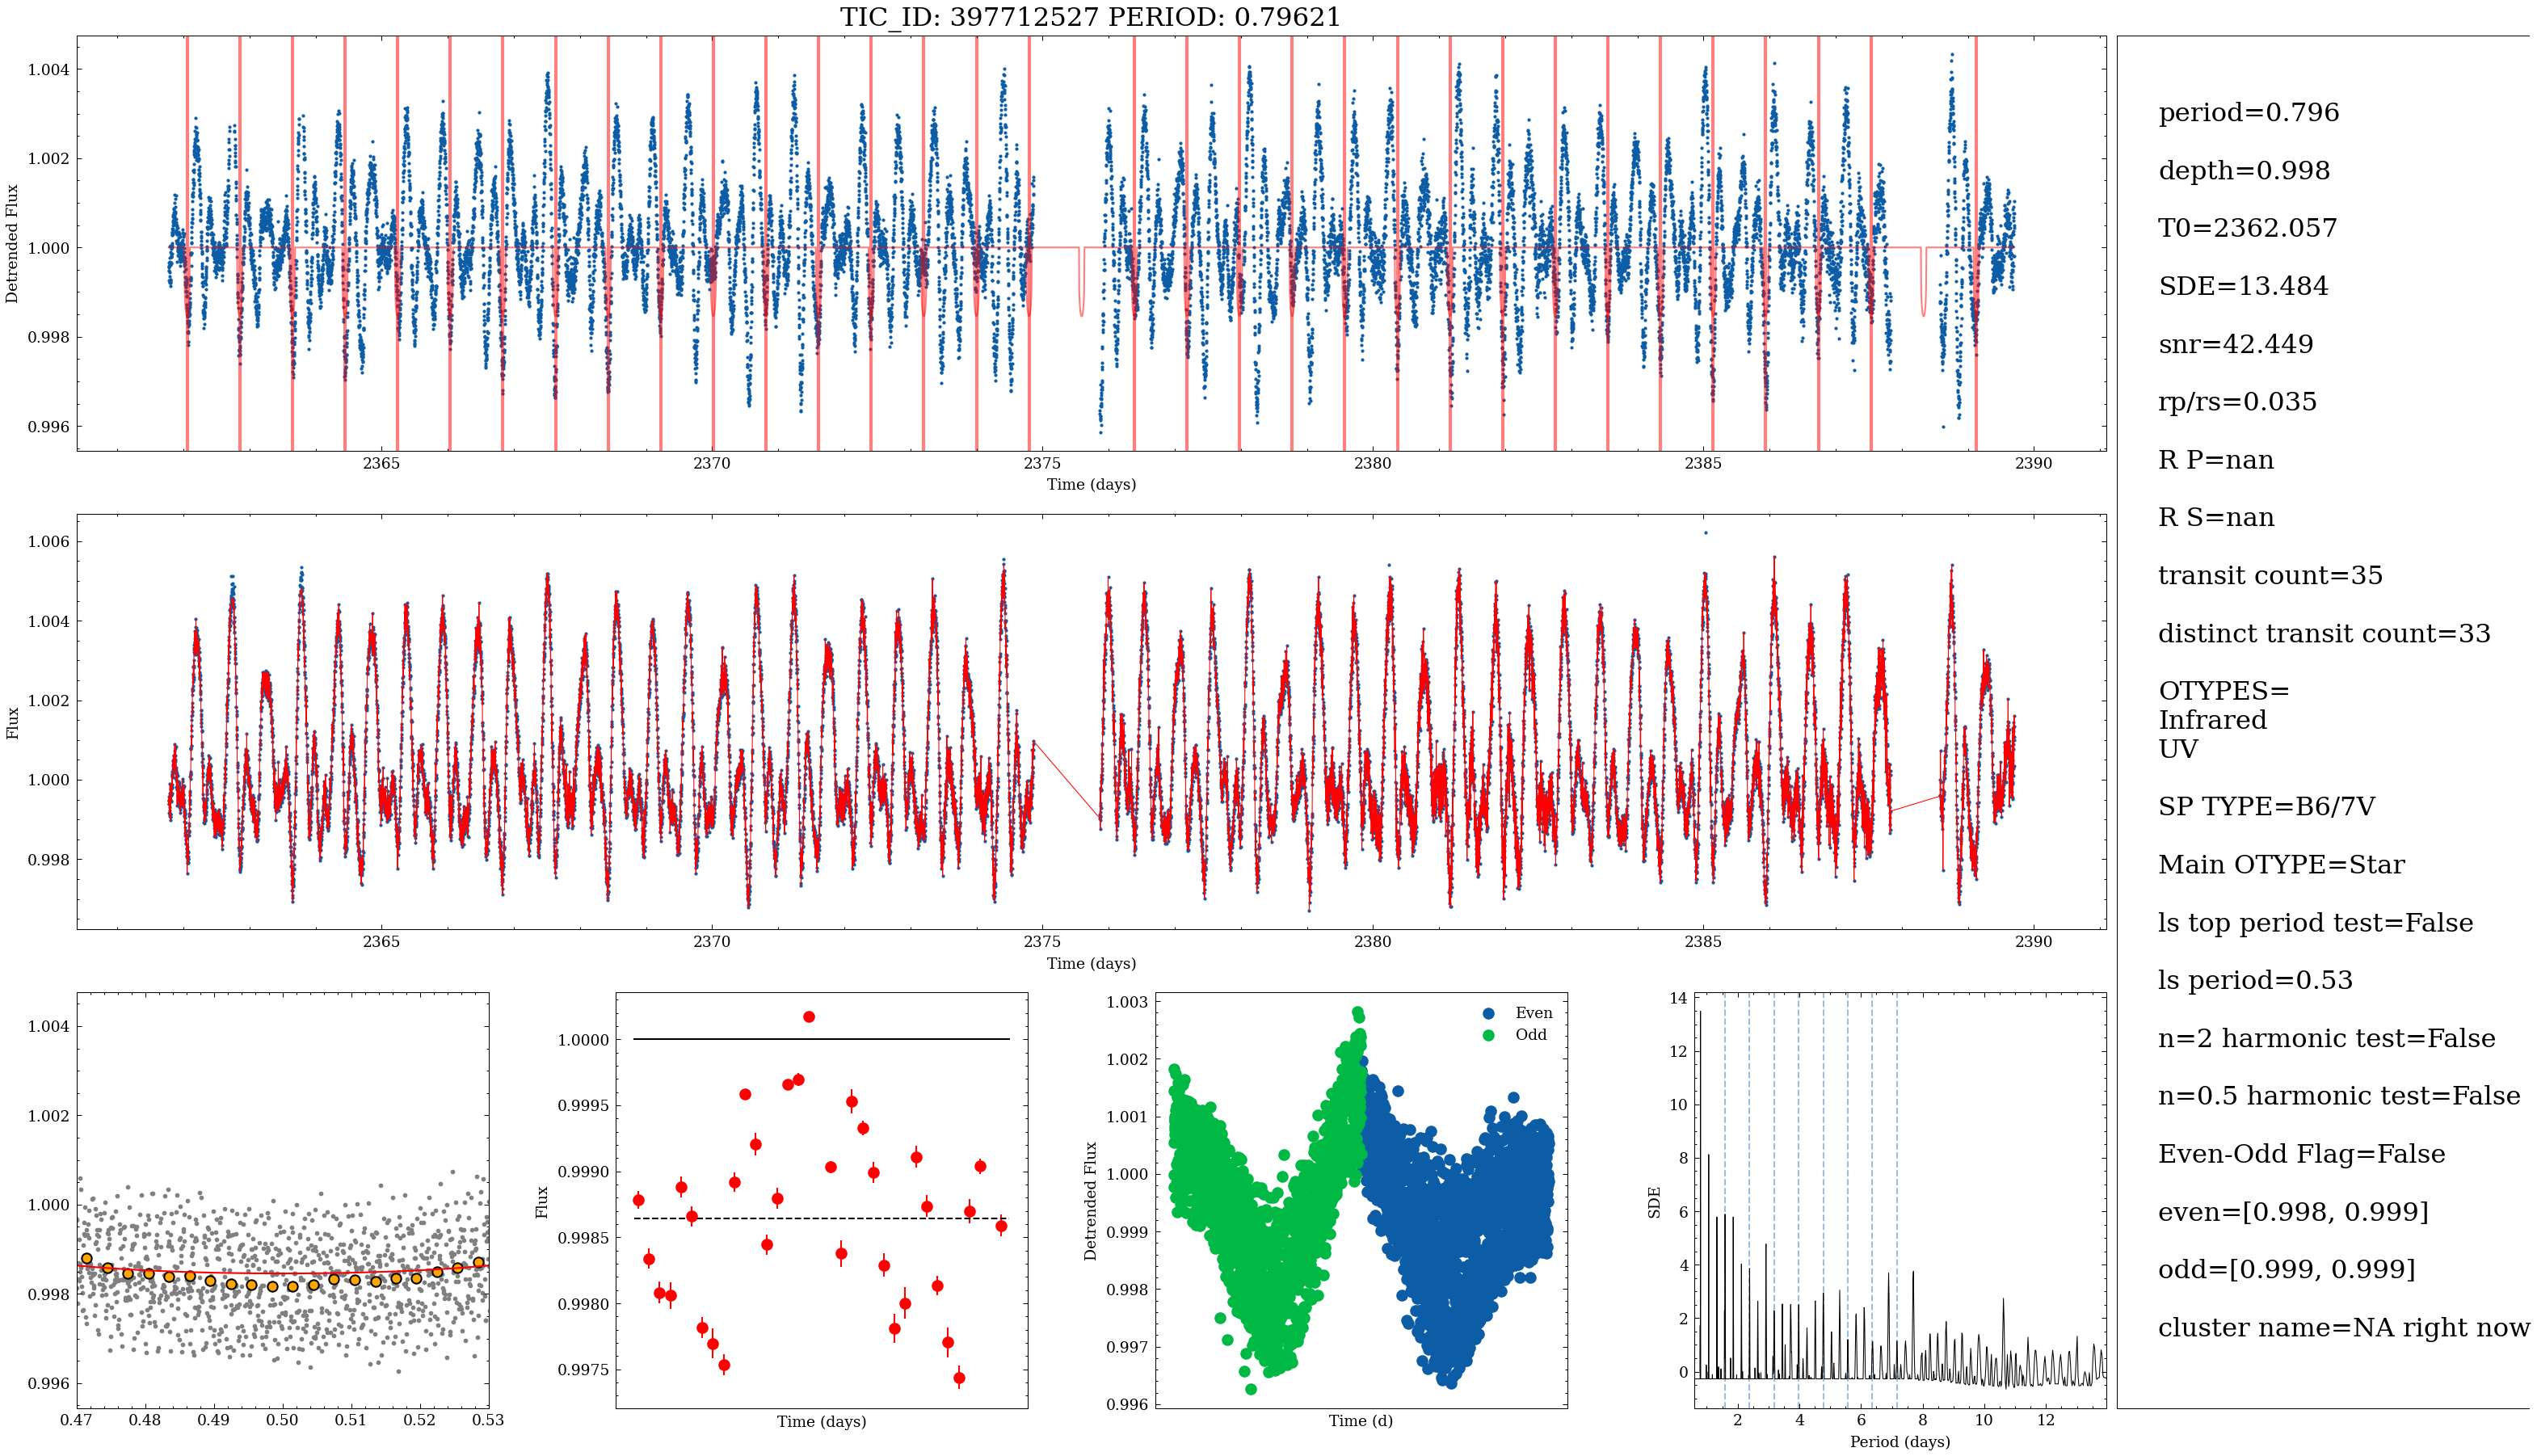 TIC_ID: 397712527 PERIOD: 0.79621
1.004
1.002
1.000
0.998
0.996
Detrended Flux
2365
2370
2375
2380
2385
2390
Time (days)
1.006
1.004
1.002
1.000
0.998
Flux
2365
2370
2375
2380
2385
2390
Time (days)
1.004
1.002
1.000
0.998
0.996
0.47
0.48
0.49
0.50
0.51
0.52
0.53
1.0000
0.9995
0.9990
0.9985
0.9980
0.9975
Flux
Time (days)
1.003
1.002
1.001
1.000
0.999
0.998
0.997
0.996
Detrended Flux
Even
Odd
Time (d)
14
12
10
8
6
4
2
0
SDE
2
4
6
8
10
12
Period (days)
period=0.796
depth=0.998
T0=2362.057
SDE=13.484
snr=42.449
rp/rs=0.035
R P=nan
R S=nan
transit count=35
distinct transit count=33
OTYPES=
Infrared
UV
SP TYPE=B6/7V
Main OTYPE=Star
ls top period test=False
ls period=0.53
n=2 harmonic test=False
n=0.5 harmonic test=False
Even-Odd Flag=False
even=[0.998, 0.999]
odd=[0.999, 0.999]
cluster name=NA right now